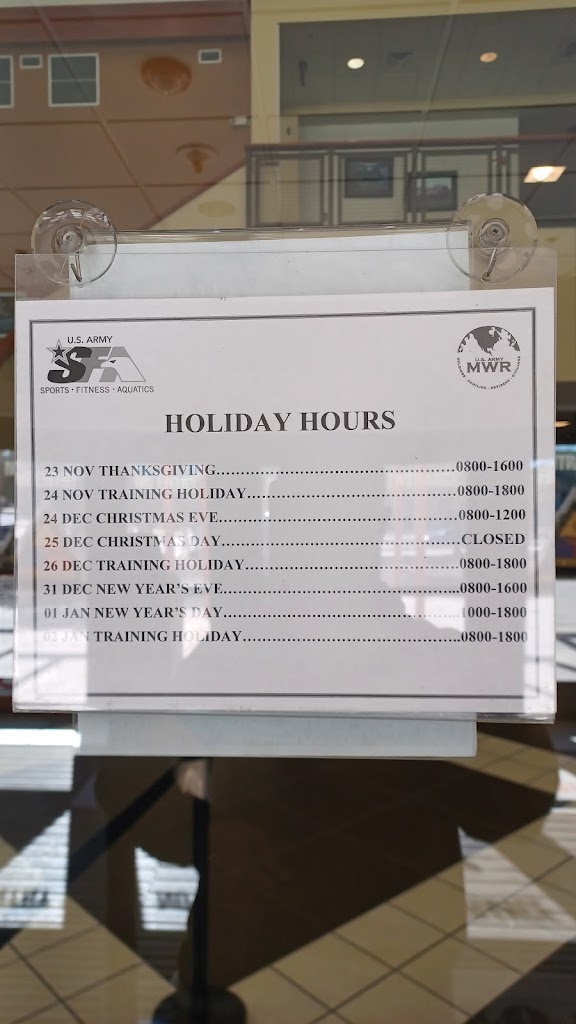 U.S. ARMY
SFA
SPORTS · FITNESS · AQUATICS
U.S. ARMY
MWR
HOLIDAY HOURS
23 NOV THANKSGIVING……………………………………………0800-1600
24 NOV TRAINING HOLIDAY………………………………………0800-1800
24 DEC CHRISTMAS EVE……………………………………………0800-1200
25 DEC CHRISTMAS DAY……………………………………………CLOSED
26 DEC TRAINING HOLIDAY………………………………………0800-1800
31 DEC NEW YEAR'S EVE……………………………………………0800-1600
01 JAN NEW YEAR'S DAY……………………………………………1000-1800
02 JAN TRAINING HOLIDAY………………………………………0800-1800